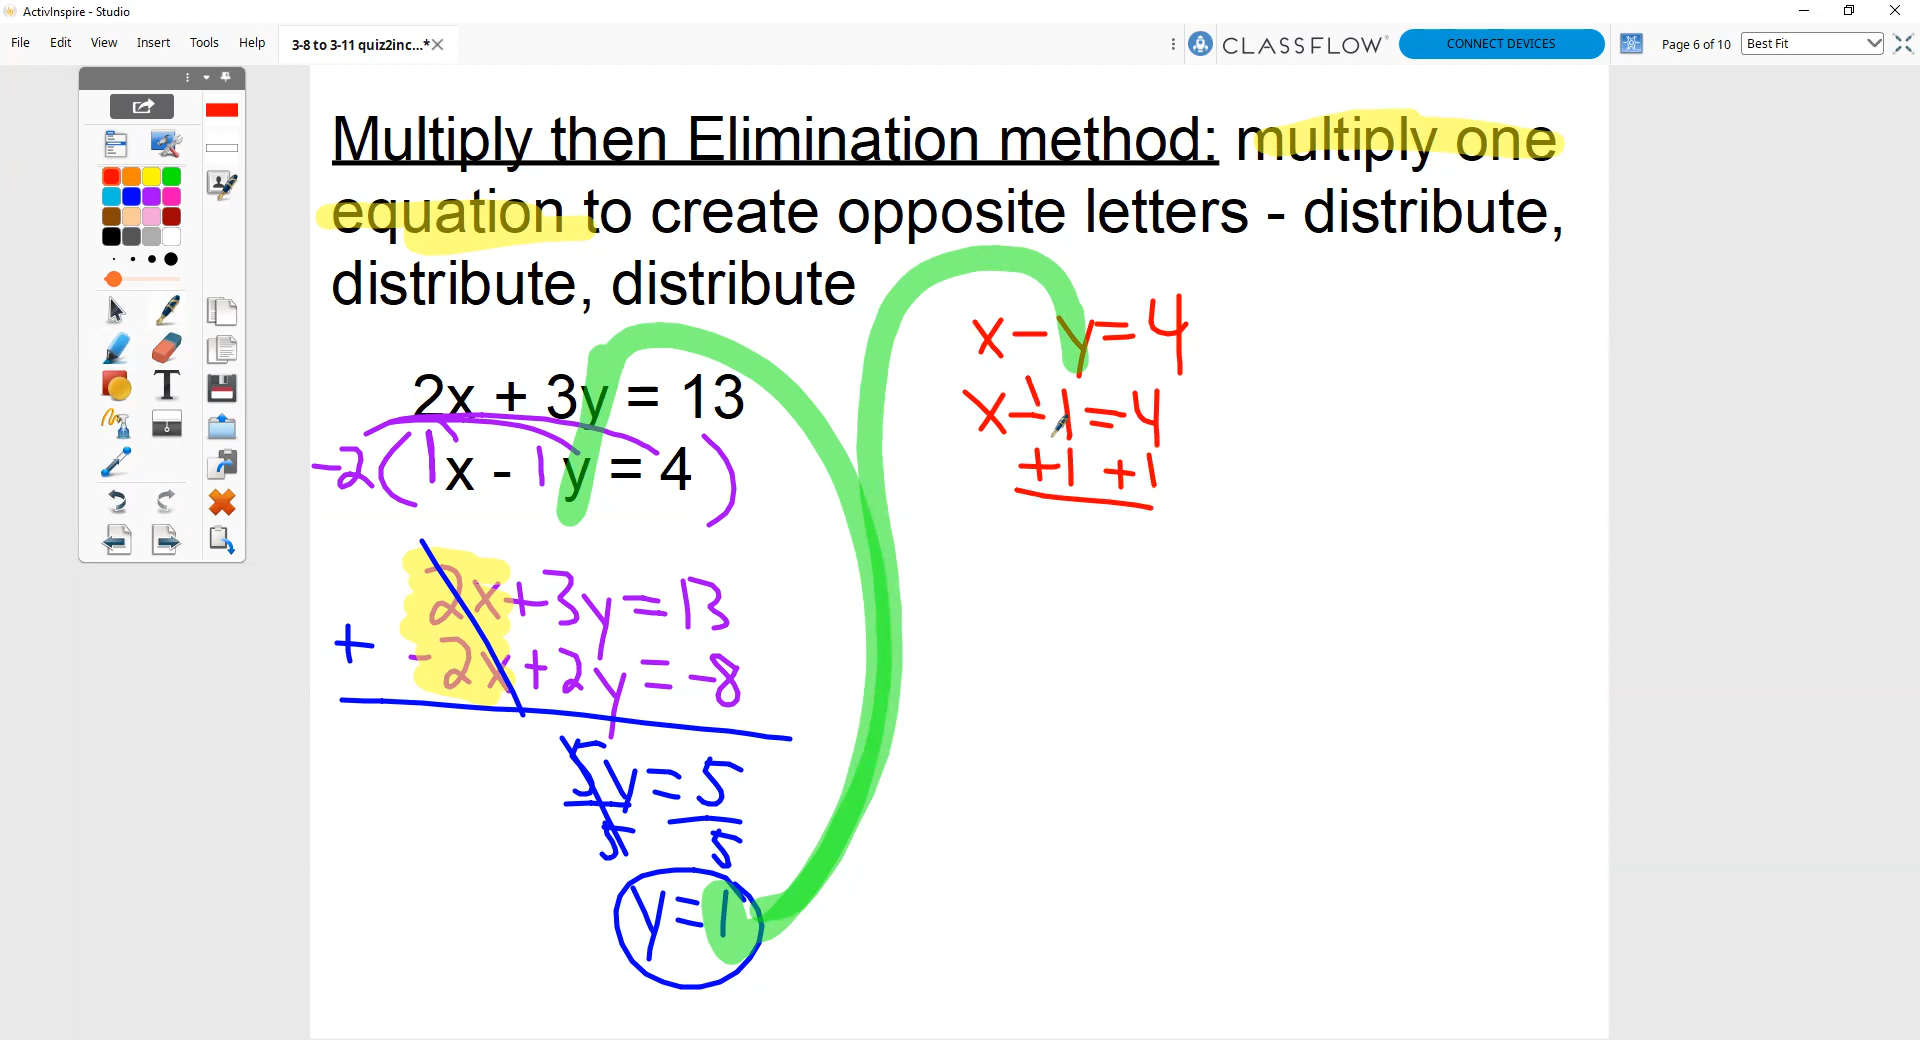 ActivInspire - Studio
File Edit View Insert Tools Help
3-8 to 3-11 quiz2inc...*
CLASSFLOW
CONNECT DEVICES
Page 6 of 10
Best Fit
Multiply then Elimination method: multiply one
equation to create opposite letters - distribute,
distribute, distribute
2x + 3y = 13
-2(1x - 1y = 4)
2x+3y=13
+ -2x+2y=-8
5y=5
5 5
y=1
x-y=4
x-1=4
+1 +1